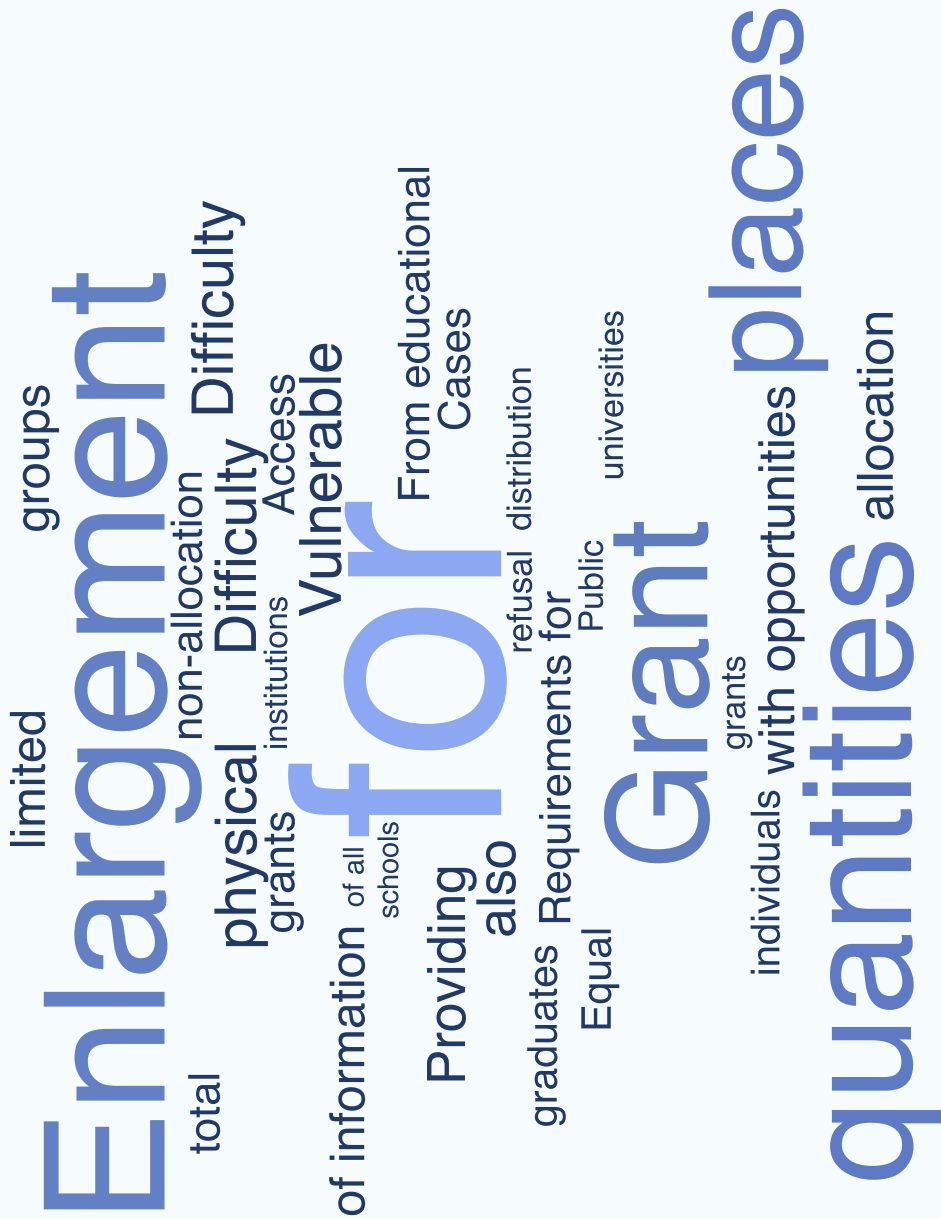 limited
groups
Enlargement
total
non-allocation
Difficulty
physical
Difficulty
grants
institutions
Access
Vulnerable
of information
of all
schools
for
From educational
Providing
Cases
also
refusal
distribution
graduates
Requirements for
Public
Equal
universities
Grant
grants
individuals
with opportunities
places
quantities
allocation